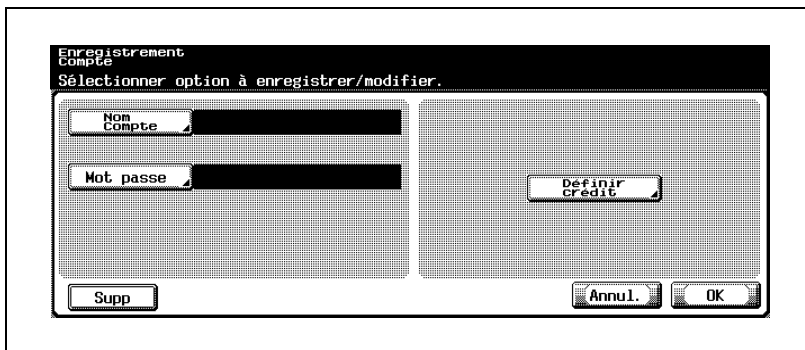 Enregistrement
Compte
Sélectionner option à enregistrer/modifier.
Nom
Compte
Mot passe
Définir
crédit
Supp
Annul.
OK